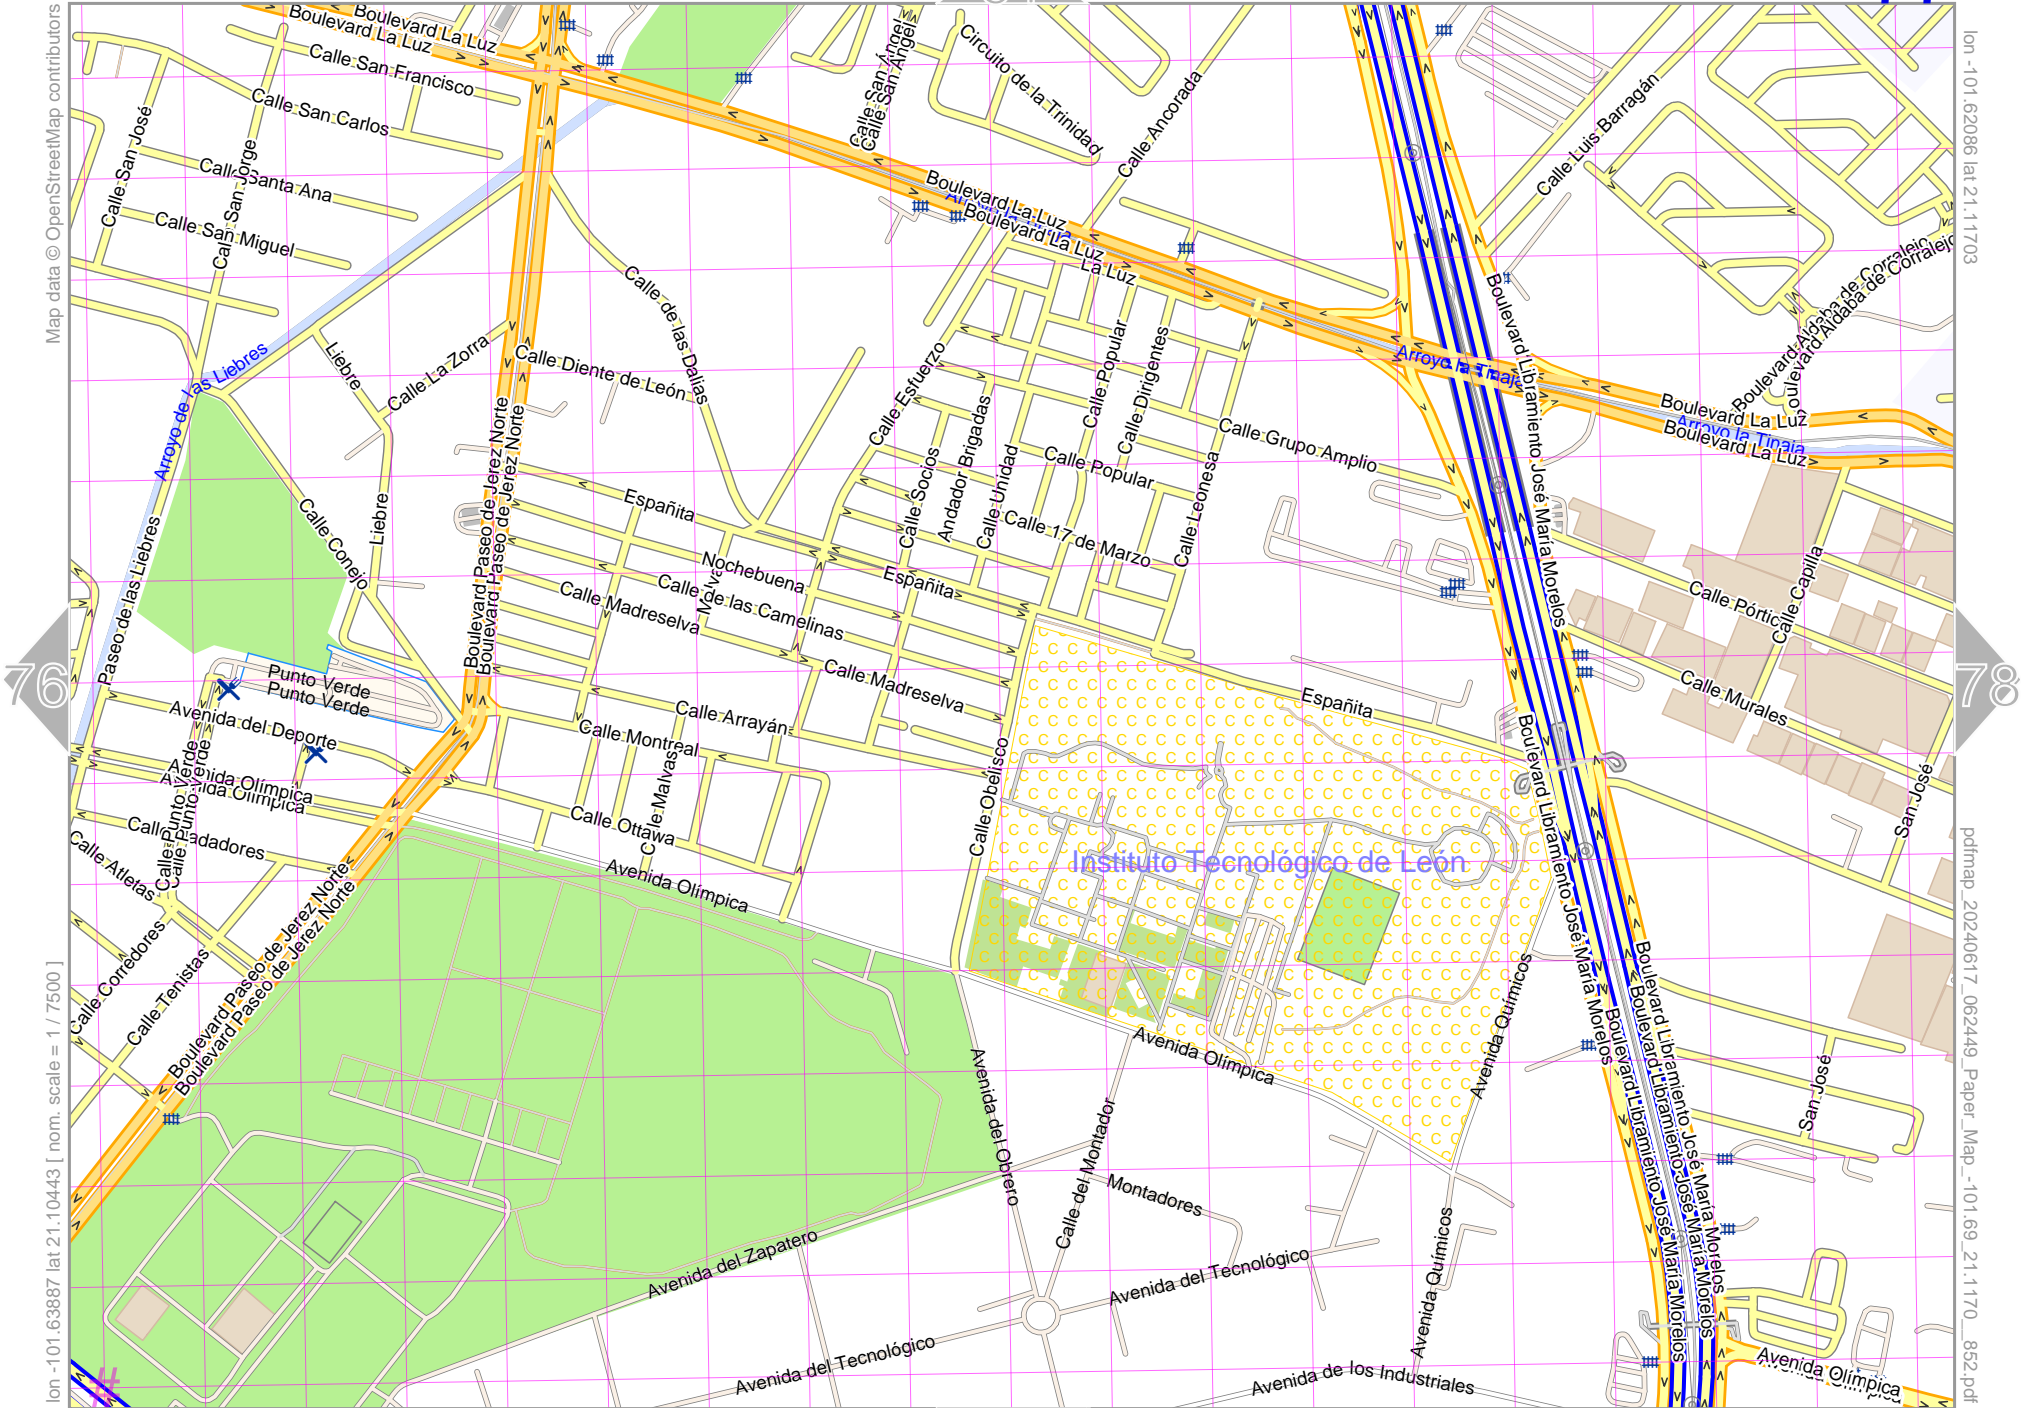 Map data © OpenStreetMap contributors
lon -101.63887 lat 21.10443 [ nom. scale = 1 / 7500 ]
lon -101.62086 lat 21.11703
pdfmap_20240617_062449_Paper_Map_-101.69_21.1170__852.pdf
76
78
Boulevard La Luz
Boulevard La Luz
Calle San Francisco
Calle San Carlos
Calle San José
Calle San Jorge
Calle Santa Ana
Calle San Miguel
Calle San Ángel
Calle San Ángel
Circuito de la Trinidad
Calle Ancorada
Calle Luis Barragán
Boulevard La Luz
Boulevard La Luz
La Luz
Boulevard Aldaba de Corralejo
Boulevard Aldaba de Corralejo
Arroyo de Las Liebres
Liebre
Calle La Zorra
Calle Diente de León
Calle de las Dalias
Calle Esfuerzo
Calle Popular
Calle Dirigentes
Arroyo la Tinaja
Boulevard La Luz
Arroyo la Tinaja
Boulevard La Luz
Boulevard Libramiento José María Morelos
Calle Grupo Amplio
Calle Popular
Calle Socios
Andador Brigadas
Calle Unidad
Calle 17 de Marzo
Calle Leonesa
Boulevard Paseo de Jerez Norte
Boulevard Paseo de Jerez Norte
Calle Conejo
Liebre
Paseo de las Liebres
Españita
Nochebuena
Malva
Calle de las Camelinas
Calle Madreselva
Españita
Calle Madreselva
Calle Pórtico
Calle Capilla
Calle Murales
San José
Punto Verde
Punto Verde
Avenida del Deporte
Avenida Olímpica
Avenida Olímpica
Calle Punto Verde
Calle Punto Verde
Calle Atletas
Calle Arrayán
Calle Montreal
Calle Malvas
Calle Ottawa
Calle Obelisco
Españita
Instituto Tecnológico de León
Boulevard Libramiento José María Morelos
Boulevard Libramiento José María Morelos
Avenida Olímpica
Calle Corredores
Calle Tenistas
Boulevard Paseo de Jerez Norte
Boulevard Paseo de Jerez Norte
Avenida Olímpica
Avenida Químicos
Avenida del Obrero
Calle del Montador
Montadores
San José
Boulevard Libramiento José María Morelos
Boulevard Libramiento José María Morelos
Boulevard Libramiento José María Morelos
Avenida del Zapatero
Avenida del Tecnológico
Avenida Químicos
Avenida del Tecnológico
Avenida de los Industriales
Avenida Olímpica
#